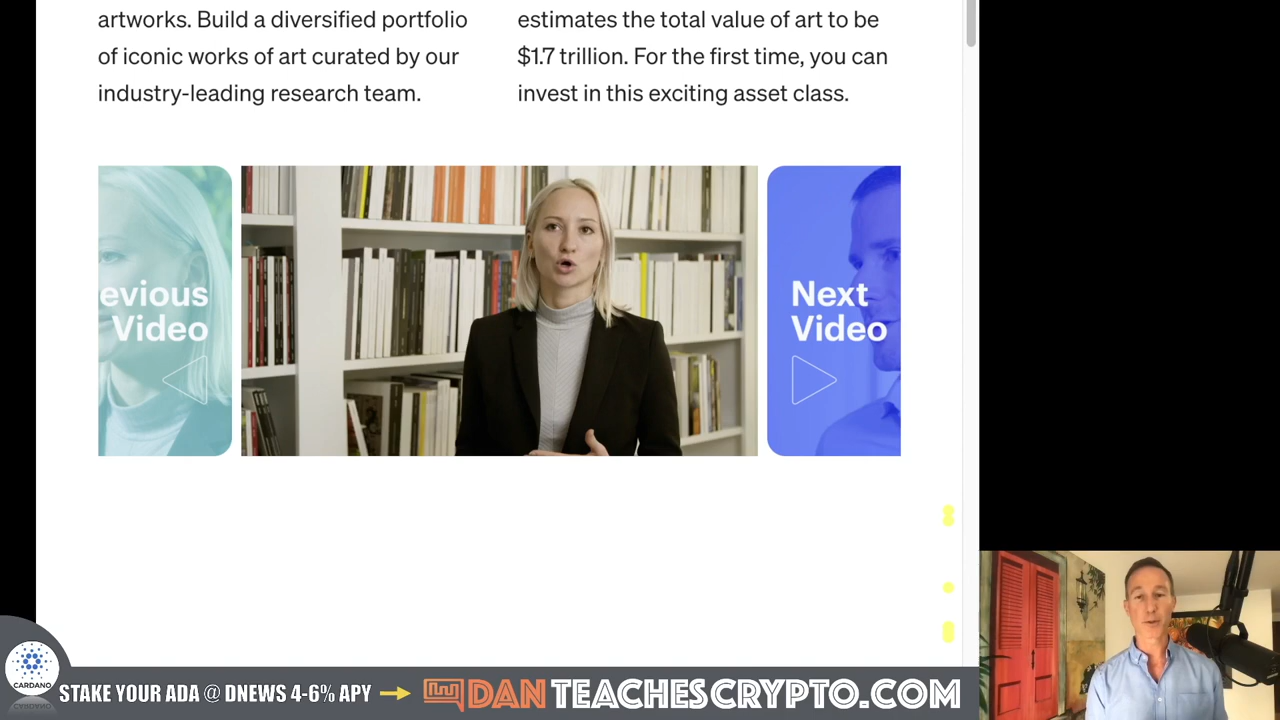 artworks. Build a diversified portfolio
of iconic works of art curated by our
industry-leading research team.
estimates the total value of art to be
$1.7 trillion. For the first time, you can
invest in this exciting asset class.
evious
Video
Next
Video
CARDANO
STAKE YOUR ADA @ DNEWS 4-6% APY
DANTEACHESCRYPTO.COM